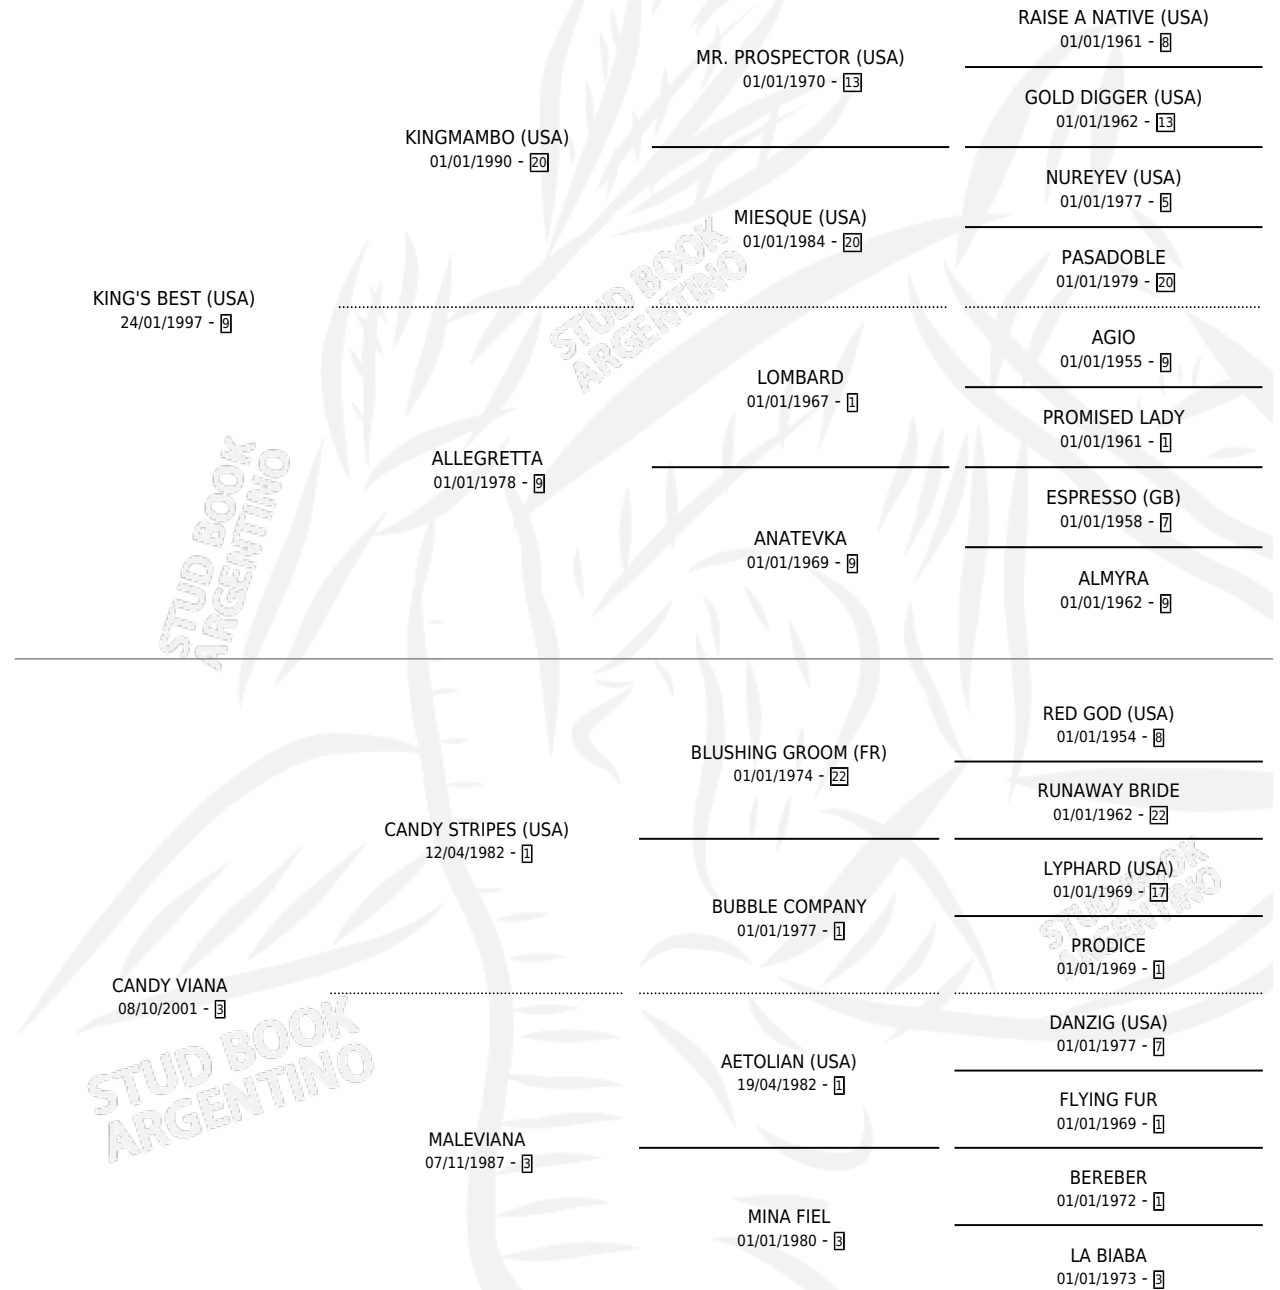 RAISE A NATIVE (USA)
01/01/1961 - 8
MR. PROSPECTOR (USA)
01/01/1970 - 13
GOLD DIGGER (USA)
01/01/1962 - 13
KINGMAMBO (USA)
01/01/1990 - 20
NUREYEV (USA)
01/01/1977 - 5
MIESQUE (USA)
01/01/1984 - 20
PASADOBLE
01/01/1979 - 20
KING'S BEST (USA)
24/01/1997 - 9
AGIO
01/01/1955 - 9
LOMBARD
01/01/1967 - 1
PROMISED LADY
01/01/1961 - 1
ALLEGRETTA
01/01/1978 - 9
ESPRESSO (GB)
01/01/1958 - 7
ANATEVKA
01/01/1969 - 9
ALMYRA
01/01/1962 - 9
RED GOD (USA)
01/01/1954 - 8
BLUSHING GROOM (FR)
01/01/1974 - 22
RUNAWAY BRIDE
01/01/1962 - 22
CANDY STRIPES (USA)
12/04/1982 - 1
LYPHARD (USA)
01/01/1969 - 17
BUBBLE COMPANY
01/01/1977 - 1
PRODICE
01/01/1969 - 1
CANDY VIANA
08/10/2001 - 3
DANZIG (USA)
01/01/1977 - 7
AETOLIAN (USA)
19/04/1982 - 1
FLYING FUR
01/01/1969 - 1
MALEVIANA
07/11/1987 - 3
BEREBER
01/01/1972 - 1
MINA FIEL
01/01/1980 - 3
LA BIABA
01/01/1973 - 3
STUD BOOK
ARGENTINO
STUD BOOK
ARGENTINO
STUD BOOK
ARGENTINO
STUD BOOK
ARGENTINO